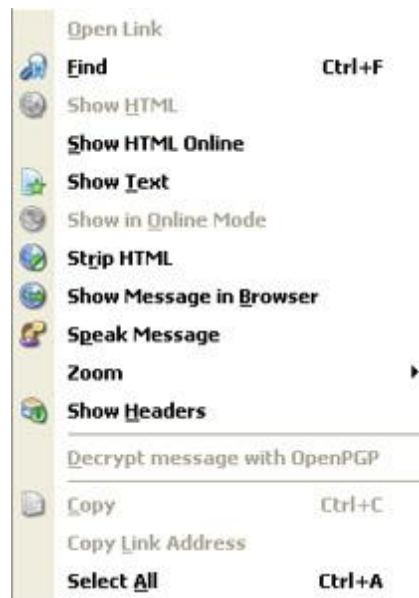 Open Link
Find Ctrl+F
Show HTML
Show HTML Online
Show Text
Show in Online Mode
Strip HTML
Show Message in Browser
Speak Message
Zoom
Show Headers
Decrypt message with OpenPGP
Copy Ctrl+C
Copy Link Address
Select All Ctrl+A